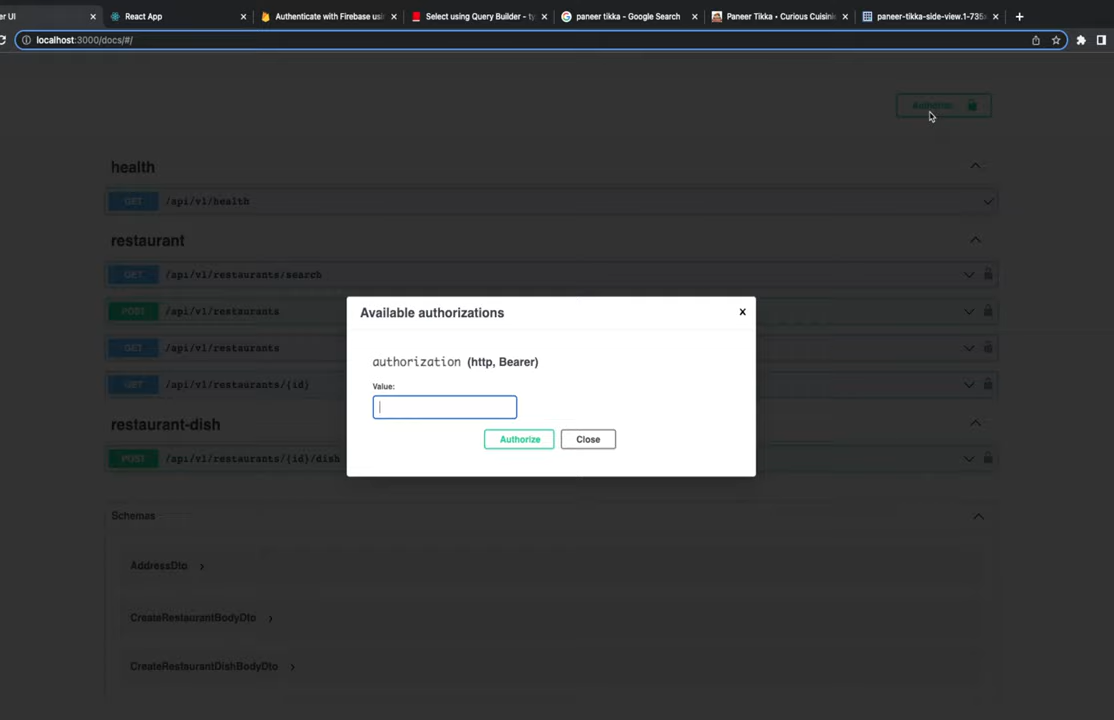 er UI
React App
Authenticate with Firebase usi
Select using Query Builder - ty
paneer tikka - Google Search
Paneer Tikka • Curious Cuisini
paneer-tikka-side-view.1-735x
localhost:3000/docs/#/
Authorize
health
GET /api/v1/health
restaurant
GET /api/v1/restaurants/search
POST /api/v1/restaurants
GET /api/v1/restaurants
GET /api/v1/restaurants/{id}
restaurant-dish
POST /api/v1/restaurants/{id}/dish
Available authorizations
x
authorization (http, Bearer)
Value:
Authorize
Close
Schemas
AddressDto
CreateRestaurantBodyDto
CreateRestaurantDishBodyDto